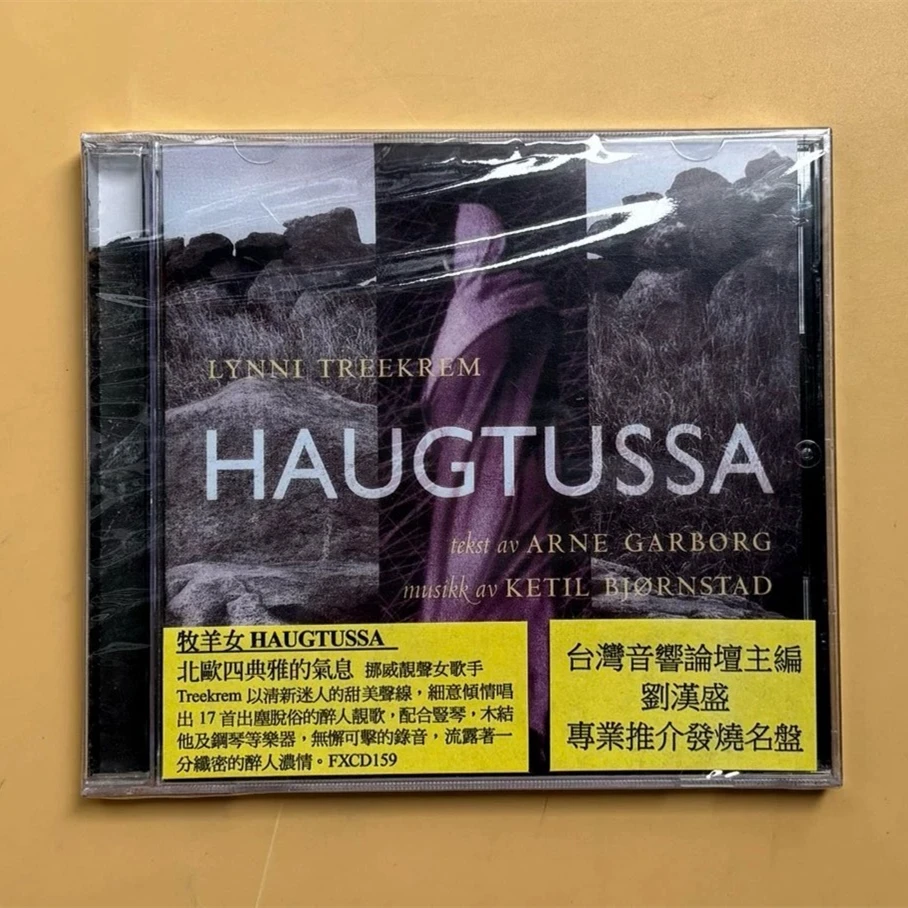 LYNNI TREEKREM
HAUGTUSSA
tekst av ARNE GARBORG
musikk av KETIL BJØRNSTAD
牧羊女 HAUGTUSSA
北歐四典雅的氣息 挪威靚聲女歌手
Treekrem 以清新迷人的甜美聲線，細意傾情唱
出 17 首出塵脫俗的醉人靚歌，配合豎琴，木結
他及鋼琴等樂器，無懈可擊的錄音，流露著一
分纖密的醉人濃情。FXCD159
台灣音響論壇主編
劉漢盛
專業推介發燒名盤